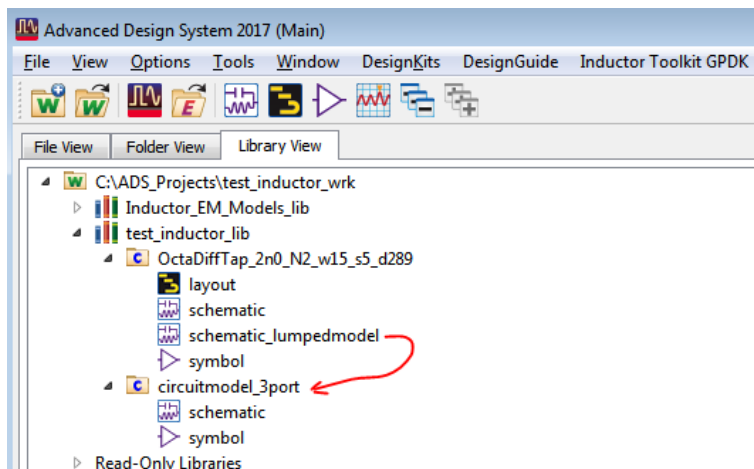 Advanced Design System 2017 (Main)
File View Options Tools Window DesignKits DesignGuide Inductor Toolkit GPDK
W W E
File View Folder View Library View
W C:\ADS_Projects\test_inductor_wrk
Inductor_EM_Models_lib
test_inductor_lib
C OctaDiffTap_2n0_N2_w15_s5_d289
layout
schematic
schematic_lumpedmodel
symbol
C circuitmodel_3port
schematic
symbol
Read-Only Libraries